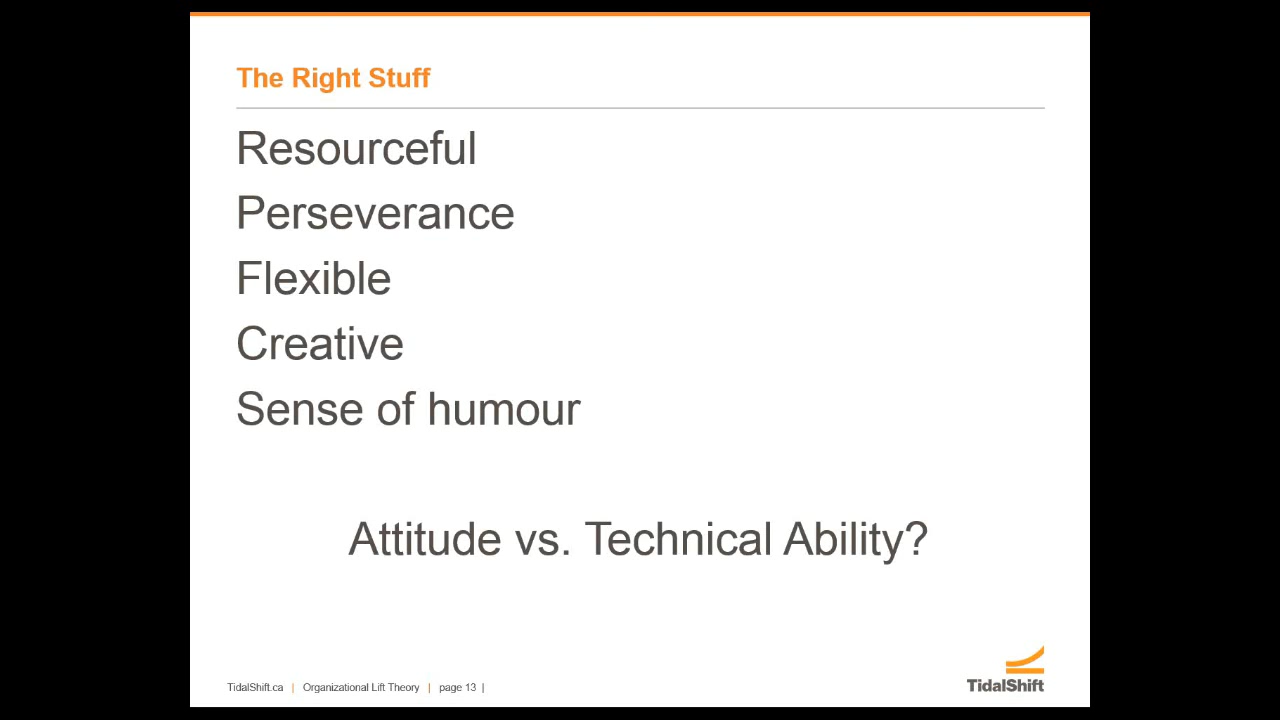 The Right Stuff
Resourceful
Perseverance
Flexible
Creative
Sense of humour
Attitude vs. Technical Ability?
TidalShift.ca | Organizational Lift Theory | page 13 |
TidalShift